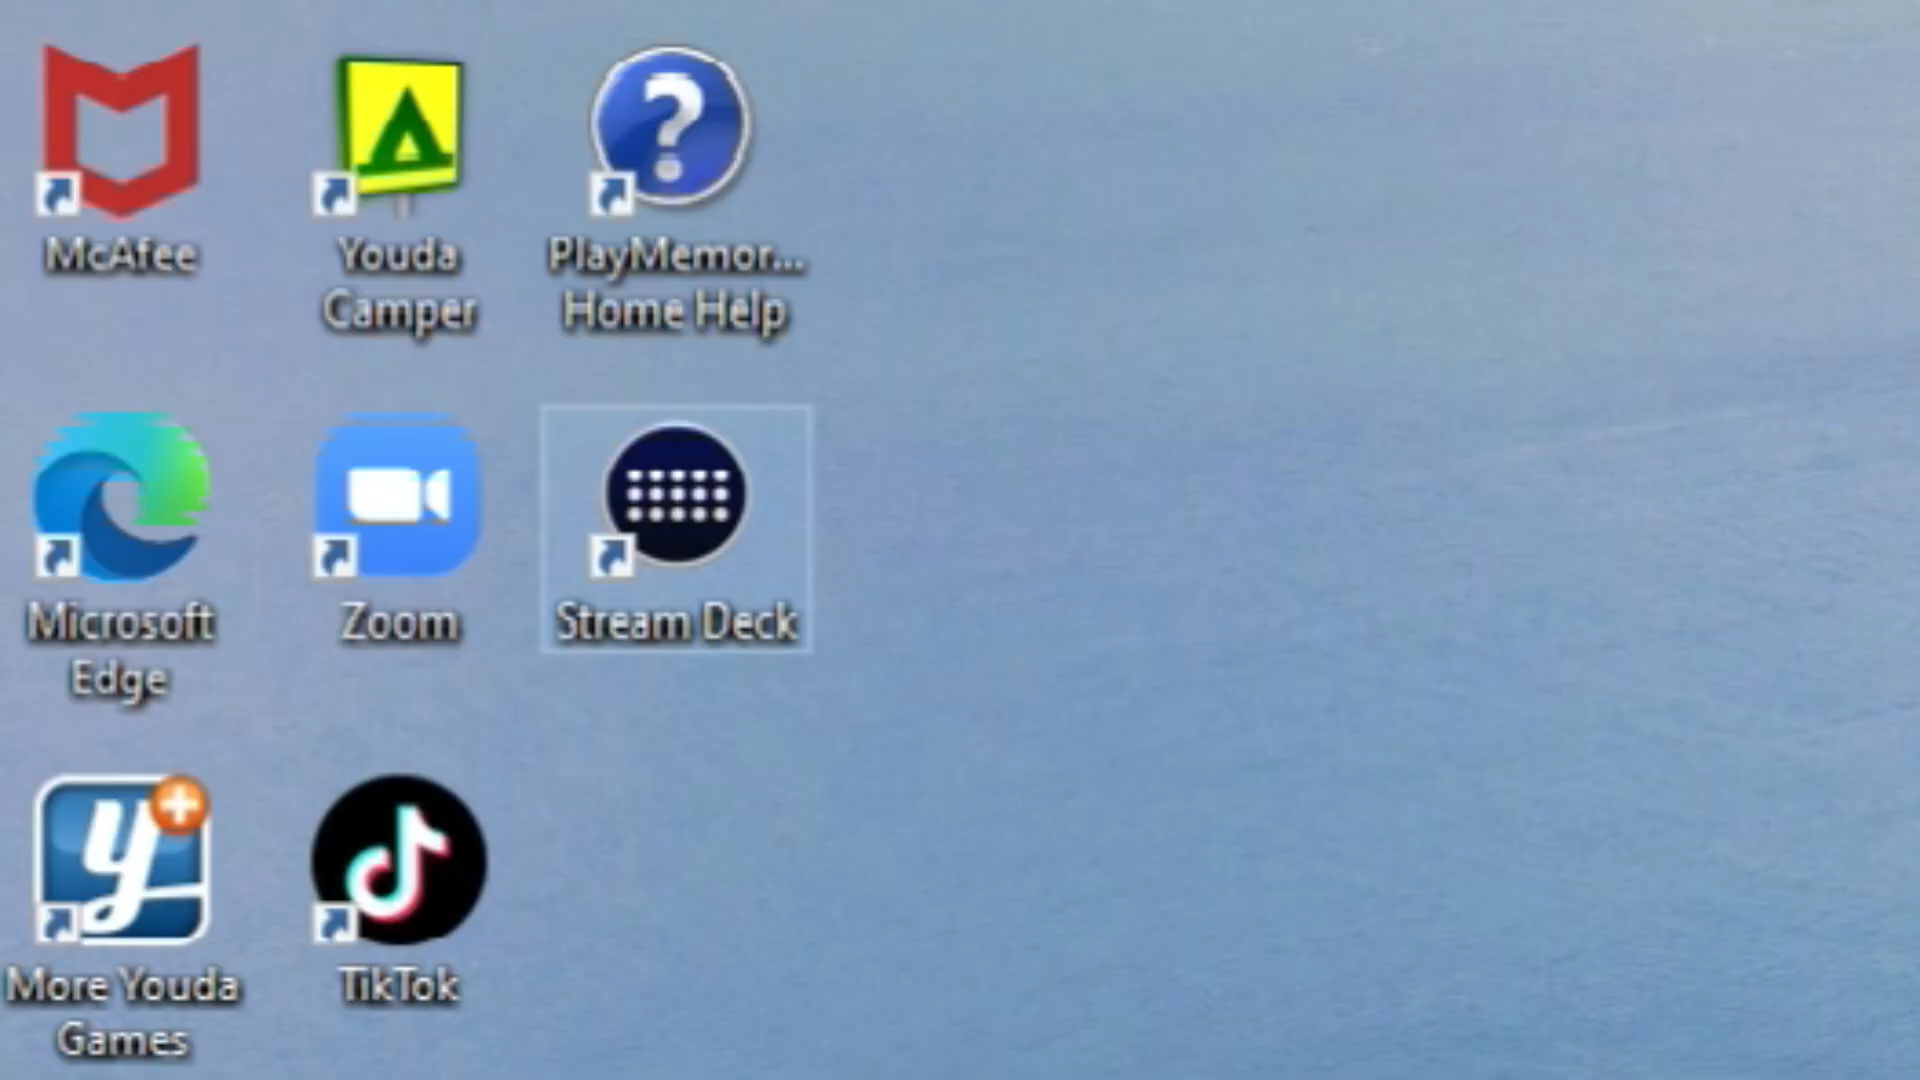 McAfee
Youda
Camper
PlayMemor...
Home Help
Microsoft
Edge
Zoom
Stream Deck
More Youda
Games
TikTok